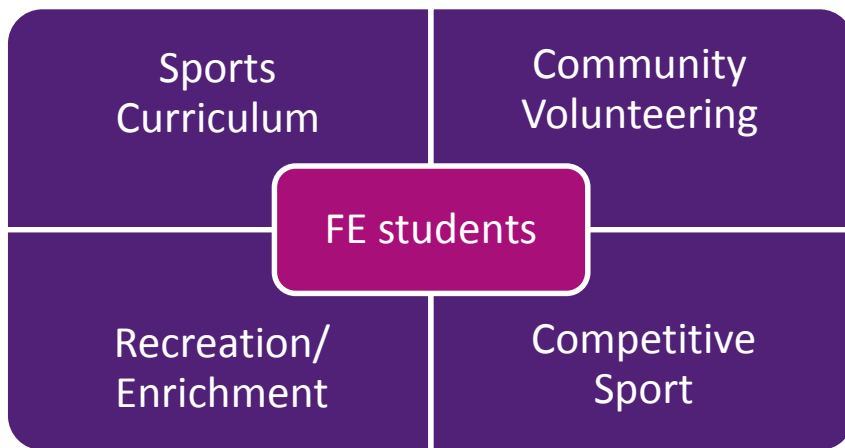 Sports
Curriculum
Community
Volunteering
FE students
Recreation/
Enrichment
Competitive
Sport